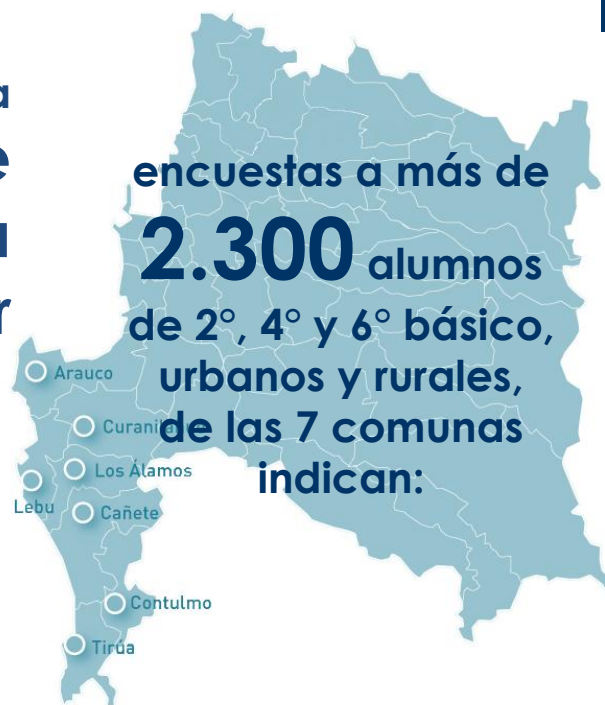 a
e
a
r
encuestas a más de
2.300 alumnos
de 2°, 4° y 6° básico,
urbanos y rurales,
de las 7 comunas
indican:
Arauco
Los Álamos
Lebu
Cañete
Contulmo
Tirúa